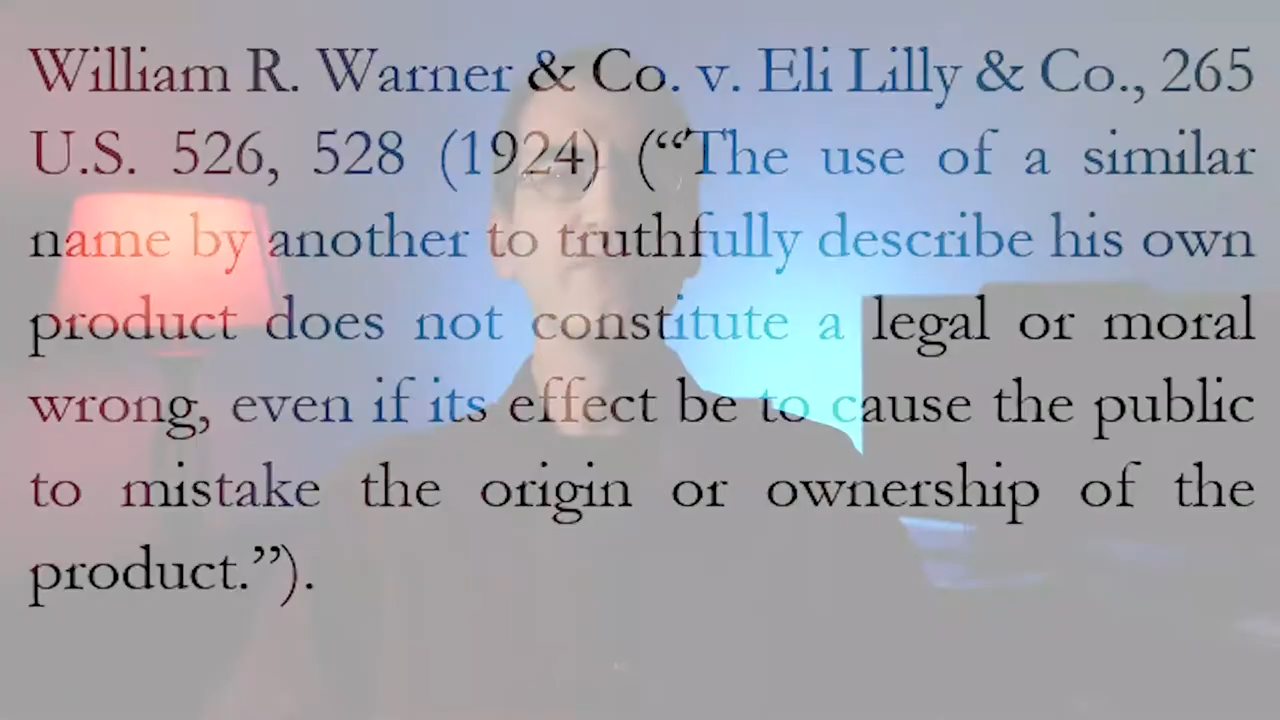 William R. Warner & Co. v. Eli Lilly & Co., 265
U.S. 526, 528 (1924) (“The use of a similar
name by another to truthfully describe his own
product does not constitute a legal or moral
wrong, even if its effect be to cause the public
to mistake the origin or ownership of the
product.”).